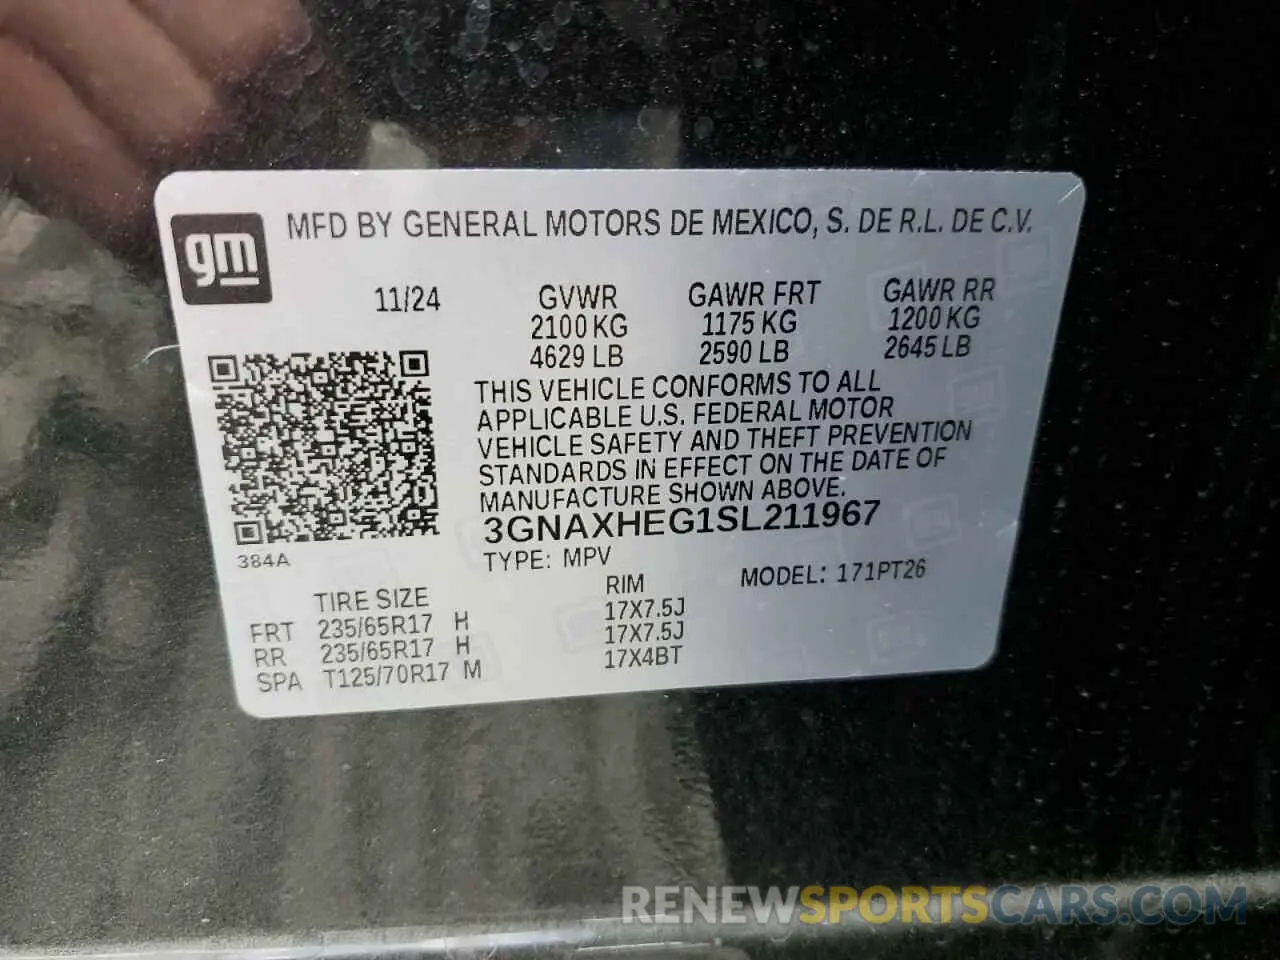 gm
MFD BY GENERAL MOTORS DE MEXICO, S. DE R.L. DE C.V.
11/24 GVWR GAWR FRT GAWR RR
2100 KG 1175 KG 1200 KG
4629 LB 2590 LB 2645 LB
THIS VEHICLE CONFORMS TO ALL
APPLICABLE U.S. FEDERAL MOTOR
VEHICLE SAFETY AND THEFT PREVENTION
STANDARDS IN EFFECT ON THE DATE OF
MANUFACTURE SHOWN ABOVE.
3GNAXHEG1SL211967
384A
TYPE: MPV
MODEL: 171PT26
TIRE SIZE RIM
FRT 235/65R17 H 17X7.5J
RR 235/65R17 H 17X7.5J
SPA T125/70R17 M 17X4BT
RENEWSPORTSCARS.COM